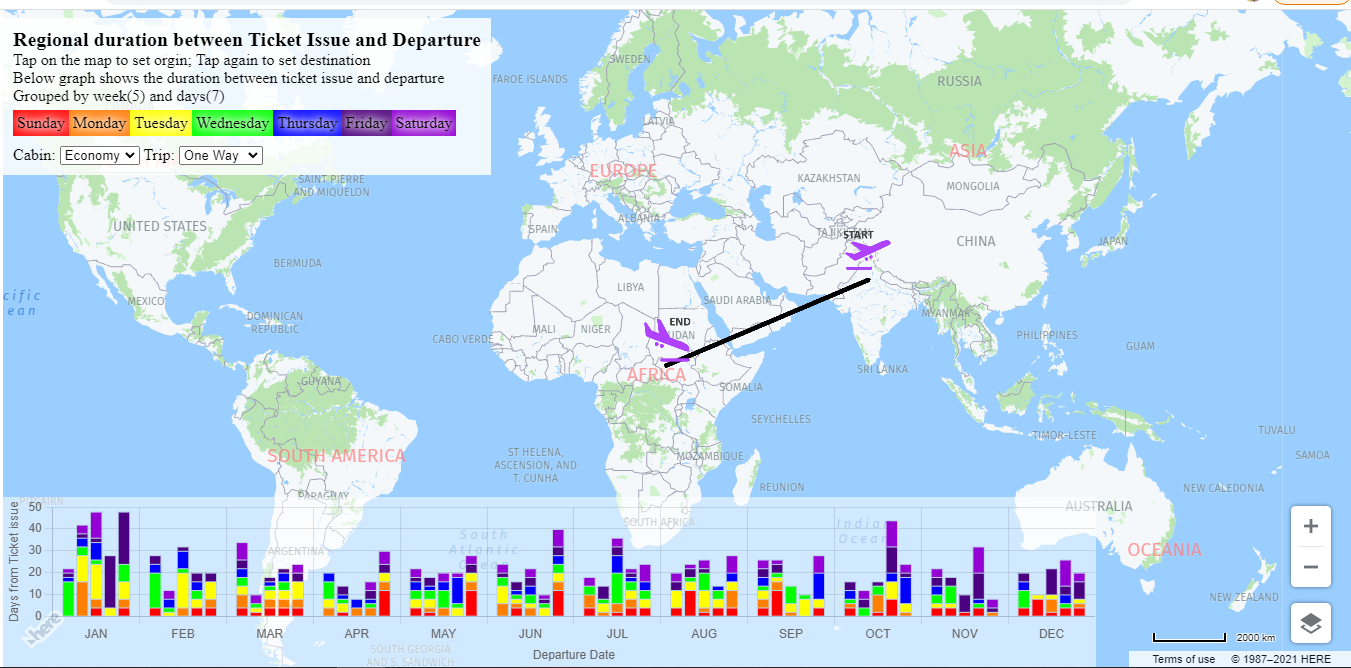 Regional duration between Ticket Issue and Departure
Tap on the map to set orgin; Tap again to set destination
Below graph shows the duration between ticket issue and departure
Grouped by week(5) and days(7)
Sunday Monday Tuesday Wednesday Thursday Friday Saturday
Cabin: Economy Trip: One Way
SWEDEN
FAROE ISLANDS
RUSSIA
LATVIA
ASIA
EUROPE
SAINT PIERRE
AND MIQUELON
KAZAKHSTAN
MONGOLIA
UNITED STATES
ALBANIA
SPAIN
START
CHINA
JAPAN
BERMUDA
LIBYA
cific
ean
MEXICO
SAUDI ARABIA
DOMINICAN
REPUBLIC
MYANMAR
END
MALI
NIGER
UDAN
CABO VERDE
PHILIPPINES
GUAM
SRI LANKA
AFRICA
GUYANA
SOMALIA
SEYCHELLES
TIMOR-LESTE
TUVALU
SOUTH AMERICA
ST HELENA,
ASCENSION, AND
T. CUNHA
MOZAMBIQUE
SAMOA
REUNION
NEW CALEDONIA
PARAGUAY
PITCAIRN
AUSTRALIA
SOUTH AFRICA
South
Atlantic
Ocean
Indian
Ocean
ARGENTINA
OCEANIA
NEW ZEALAND
Days from Ticket issue
50
40
30
20
10
0
JAN FEB MAR APR MAY JUN JUL AUG SEP OCT NOV DEC
Departure Date
SOUTH GEORGIA
AND S. SANDWICH
here
+
−
2000 km
Terms of use © 1987–2021 HERE